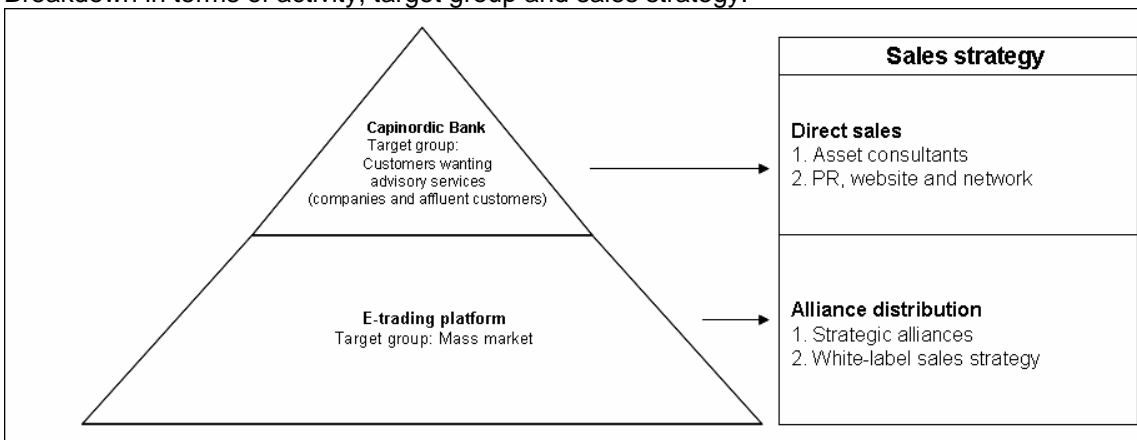 Breakdown in terms of activity, target group and sales strategy.
Capinordic Bank
Target group:
Customers wanting
advisory services
(companies and affluent customers)
E-trading platform
Target group: Mass market
Sales strategy
Direct sales
1. Asset consultants
2. PR, website and network
Alliance distribution
1. Strategic alliances
2. White-label sales strategy